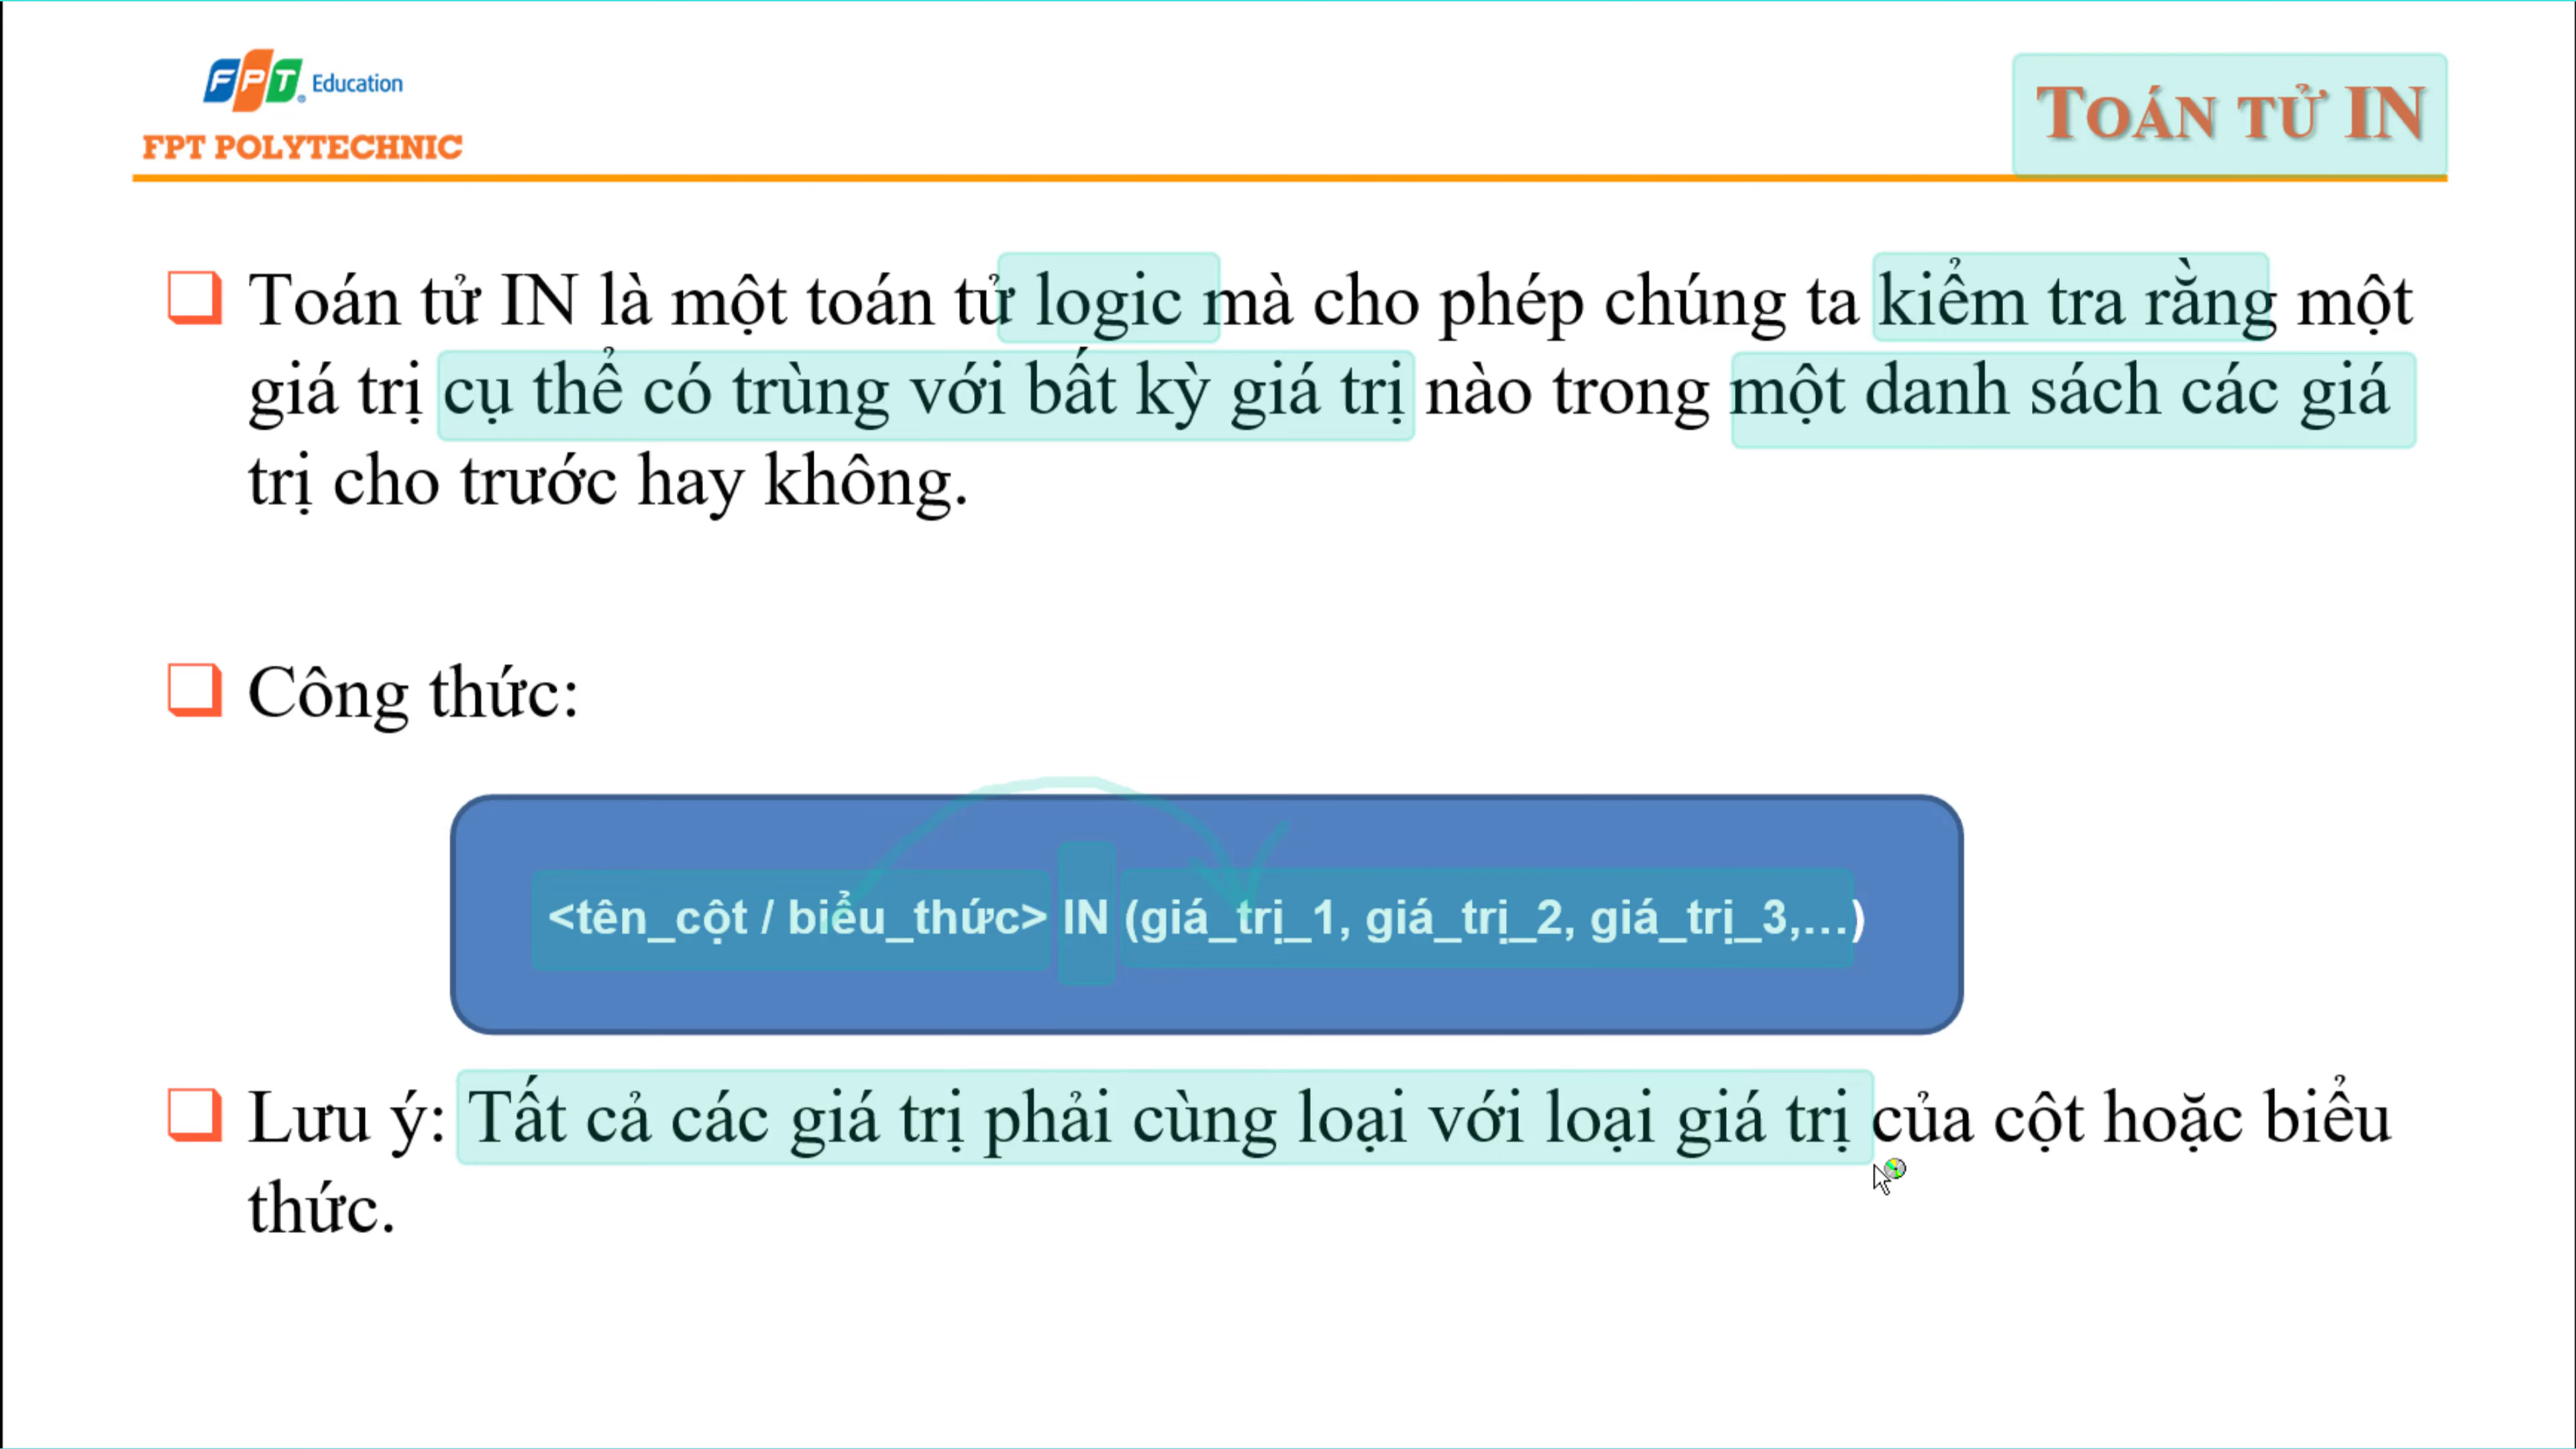 FPT Education
FPT POLYTECHNIC
TOÁN TỬ IN
Toán tử IN là một toán tử logic mà cho phép chúng ta kiểm tra rằng một
giá trị cụ thể có trùng với bất kỳ giá trị nào trong một danh sách các giá
trị cho trước hay không.
Công thức:
<tên_cột / biểu_thức> IN (giá_trị_1, giá_trị_2, giá_trị_3,...)
Lưu ý: Tất cả các giá trị phải cùng loại với loại giá trị của cột hoặc biểu
thức.